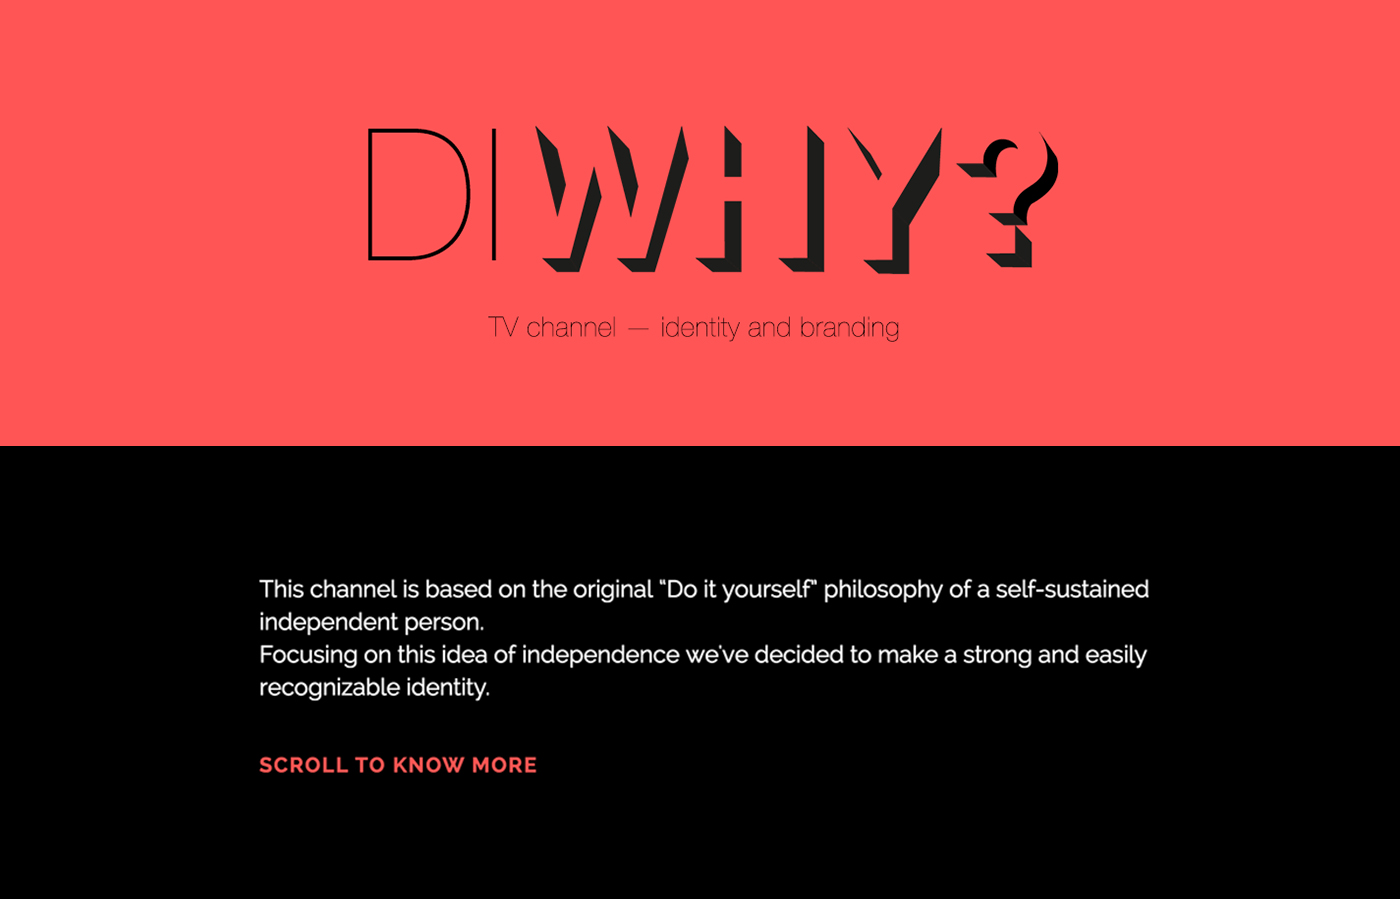 DIWHY?
TV channel — identity and branding
This channel is based on the original “Do it yourself” philosophy of a self-sustained
independent person.
Focusing on this idea of independence we've decided to make a strong and easily
recognizable identity.
SCROLL TO KNOW MORE